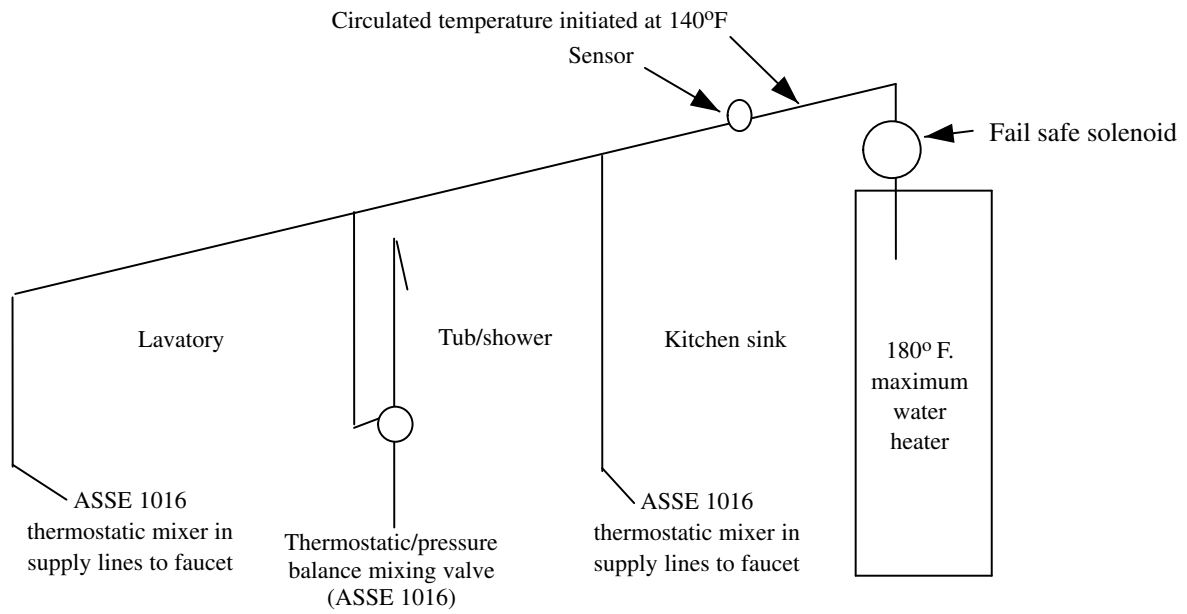 Circulated temperature initiated at 140ºF
Sensor
Fail safe solenoid
Lavatory
Tub/shower
Kitchen sink
180º F.
maximum
water
heater
ASSE 1016
thermostatic mixer in
supply lines to faucet
Thermostatic/pressure
balance mixing valve
(ASSE 1016)
ASSE 1016
thermostatic mixer in
supply lines to faucet